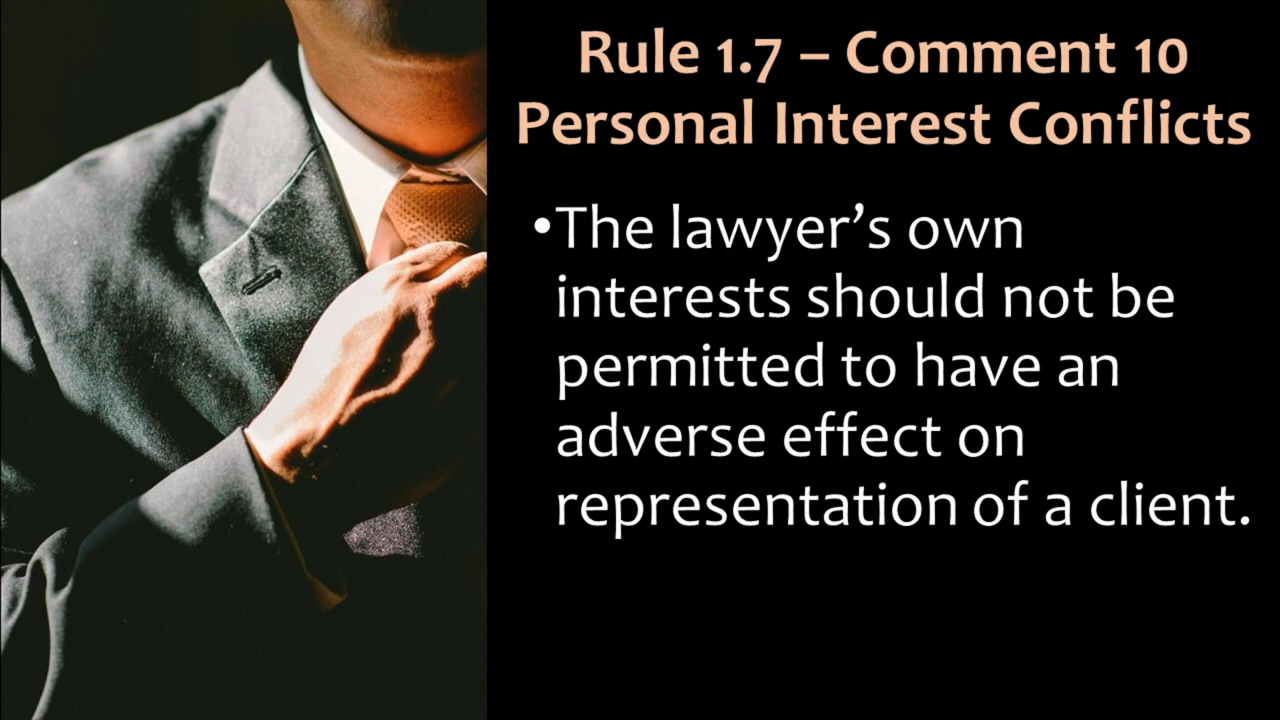 Rule 1.7 – Comment 10
Personal Interest Conflicts
•The lawyer’s own
interests should not be
permitted to have an
adverse effect on
representation of a client.